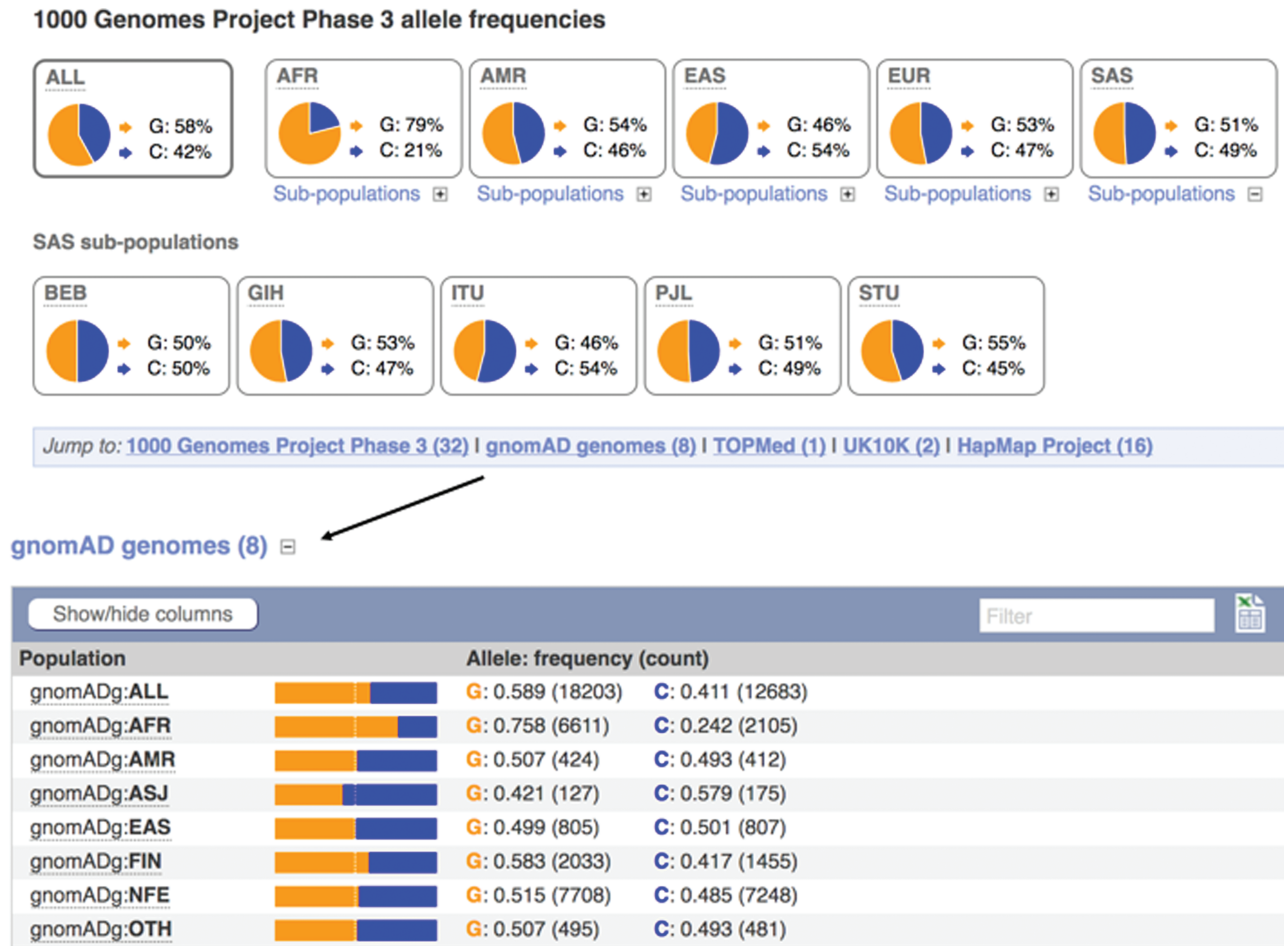 1000 Genomes Project Phase 3 allele frequencies
ALL AFR AMR EAS EUR SAS
G: 58% G: 79% G: 54% G: 46% G: 53% G: 51%
C: 42% C: 21% C: 46% C: 54% C: 47% C: 49%
Sub-populations Sub-populations Sub-populations Sub-populations Sub-populations
SAS sub-populations
BEB GIH ITU PJL STU
G: 50% G: 53% G: 46% G: 51% G: 55%
C: 50% C: 47% C: 54% C: 49% C: 45%
Jump to: 1000 Genomes Project Phase 3 (32) | gnomAD genomes (8) | TOPMed (1) | UK10K (2) | HapMap Project (16)
gnomAD genomes (8)
Show/hide columns Filter
Population Allele: frequency (count)
gnomADg:ALL G: 0.589 (18203) C: 0.411 (12683)
gnomADg:AFR G: 0.758 (6611) C: 0.242 (2105)
gnomADg:AMR G: 0.507 (424) C: 0.493 (412)
gnomADg:ASJ G: 0.421 (127) C: 0.579 (175)
gnomADg:EAS G: 0.499 (805) C: 0.501 (807)
gnomADg:FIN G: 0.583 (2033) C: 0.417 (1455)
gnomADg:NFE G: 0.515 (7708) C: 0.485 (7248)
gnomADg:OTH G: 0.507 (495) C: 0.493 (481)